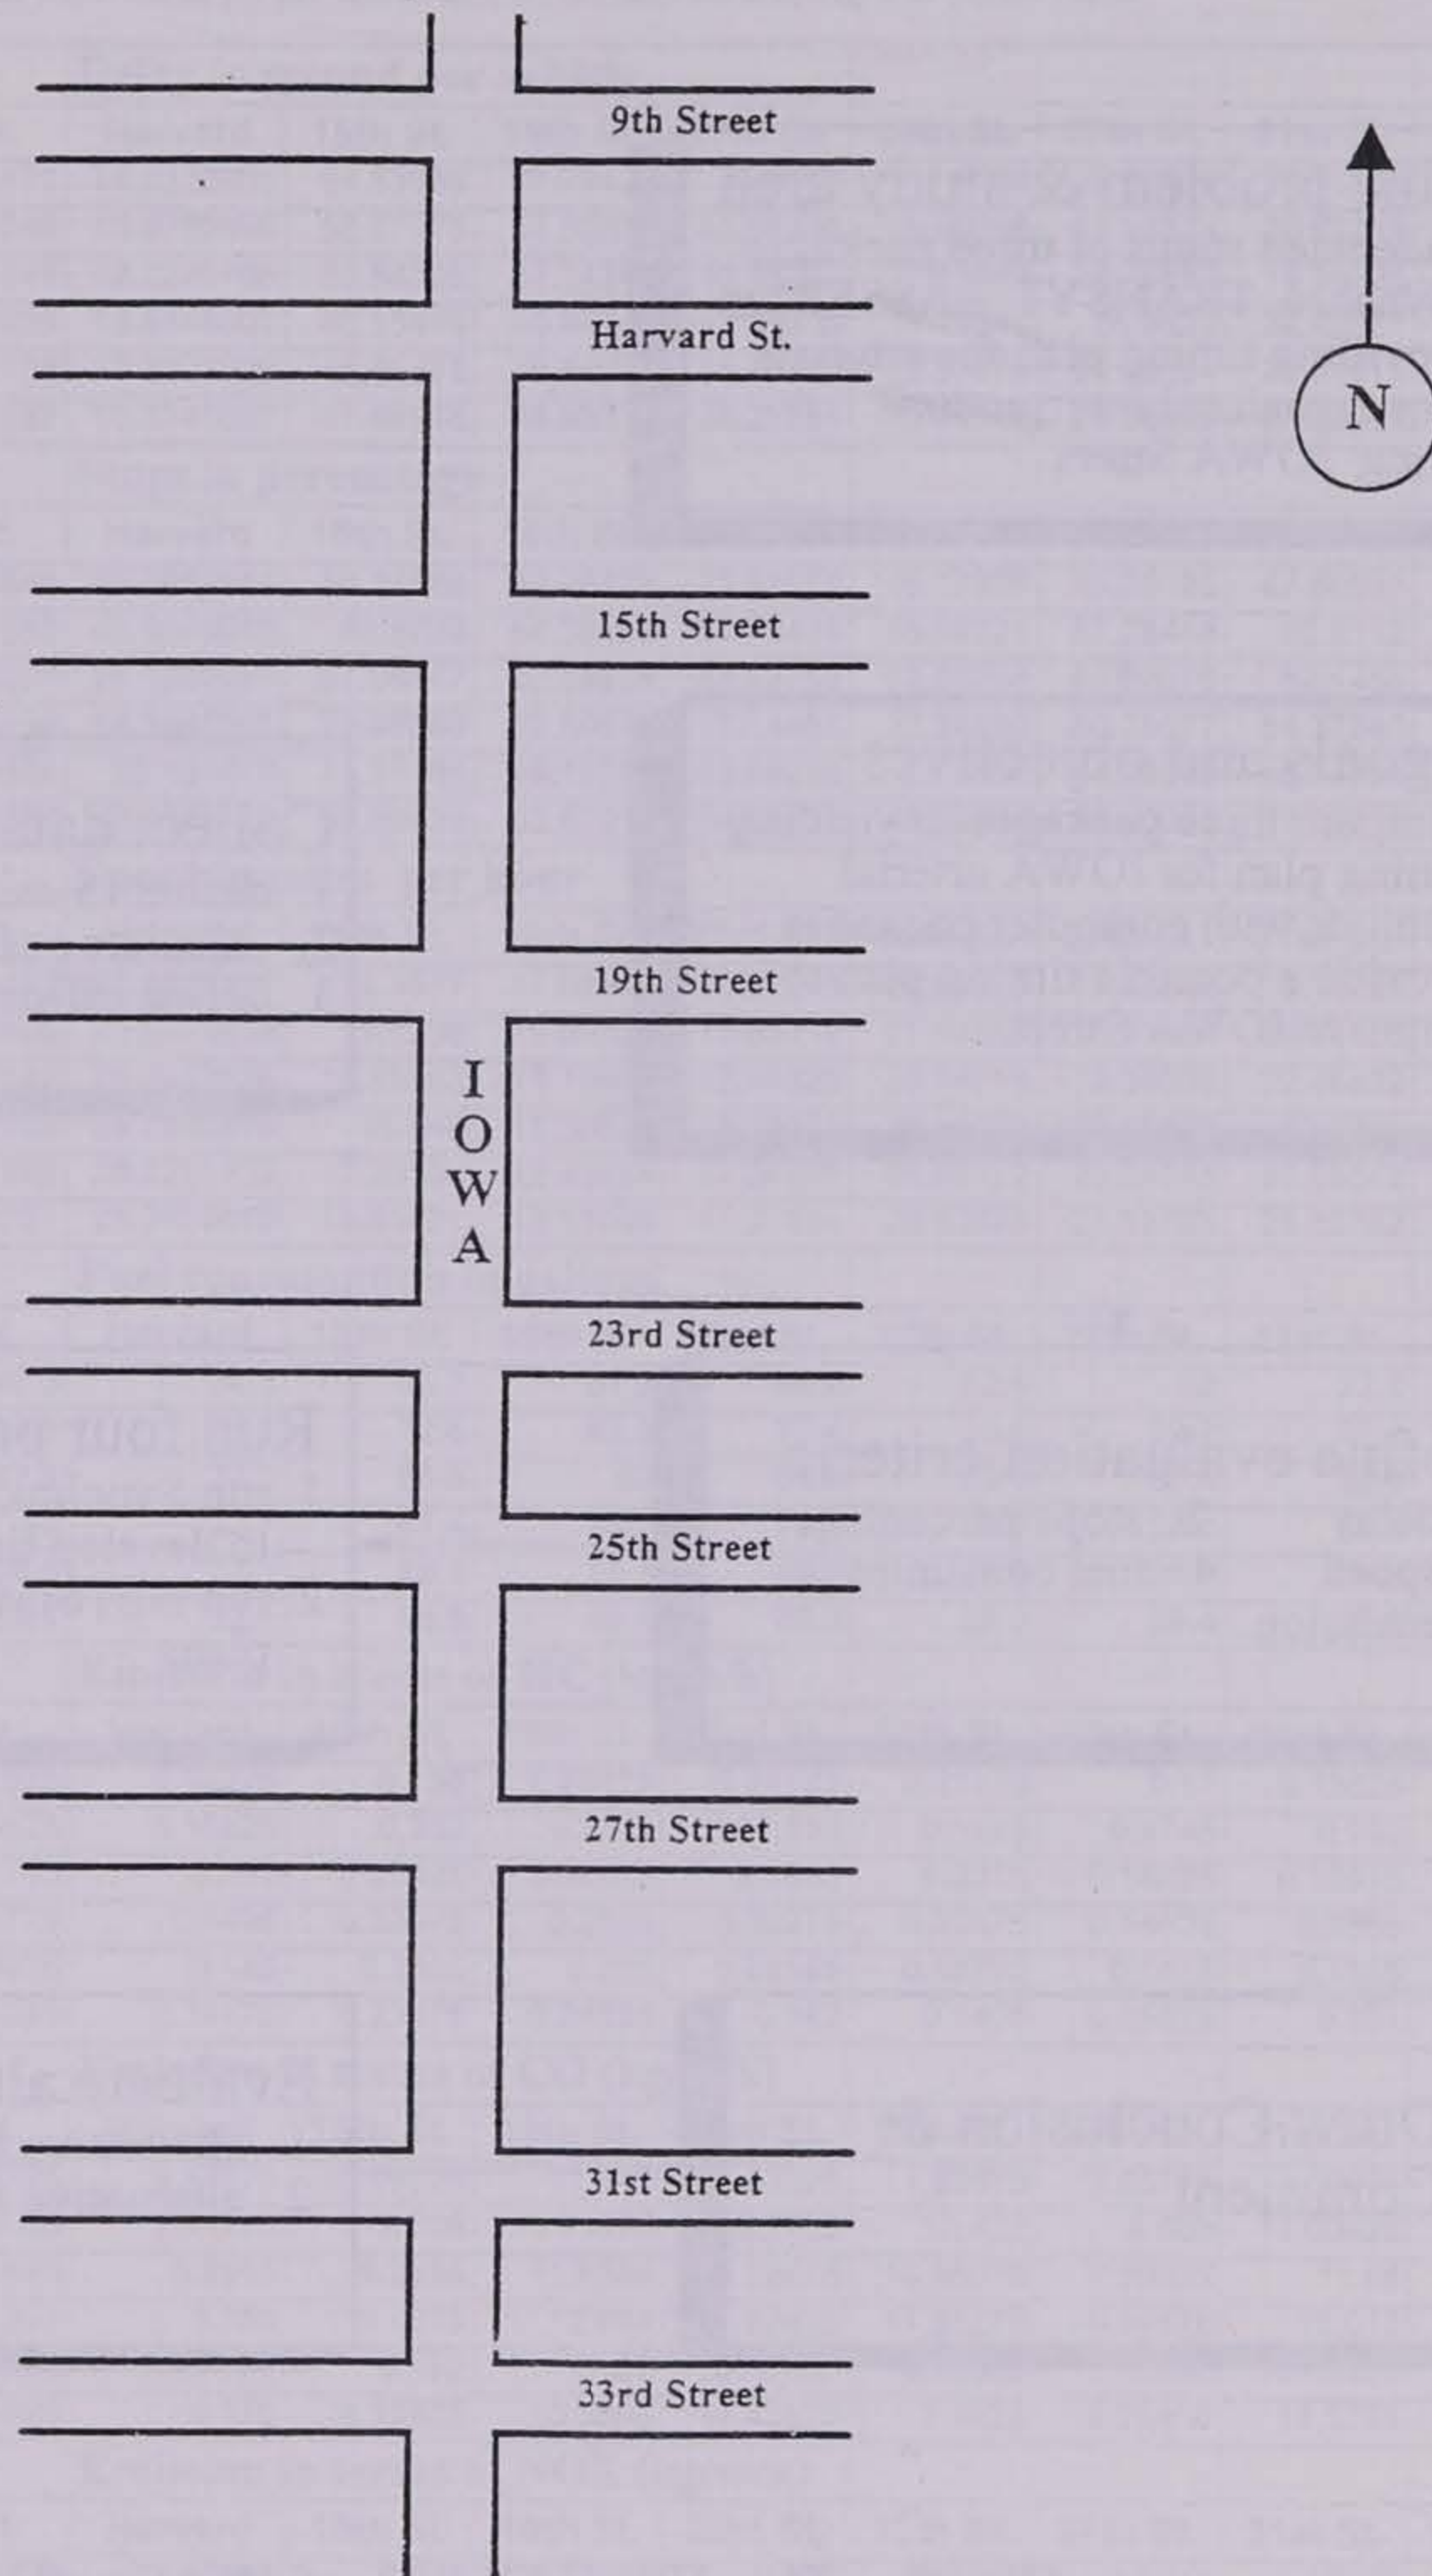 9th Street
N
Harvard St.
15th Street
19th Street
I
O
W
A
23rd Street
25th Street
27th Street
31st Street
33rd Street